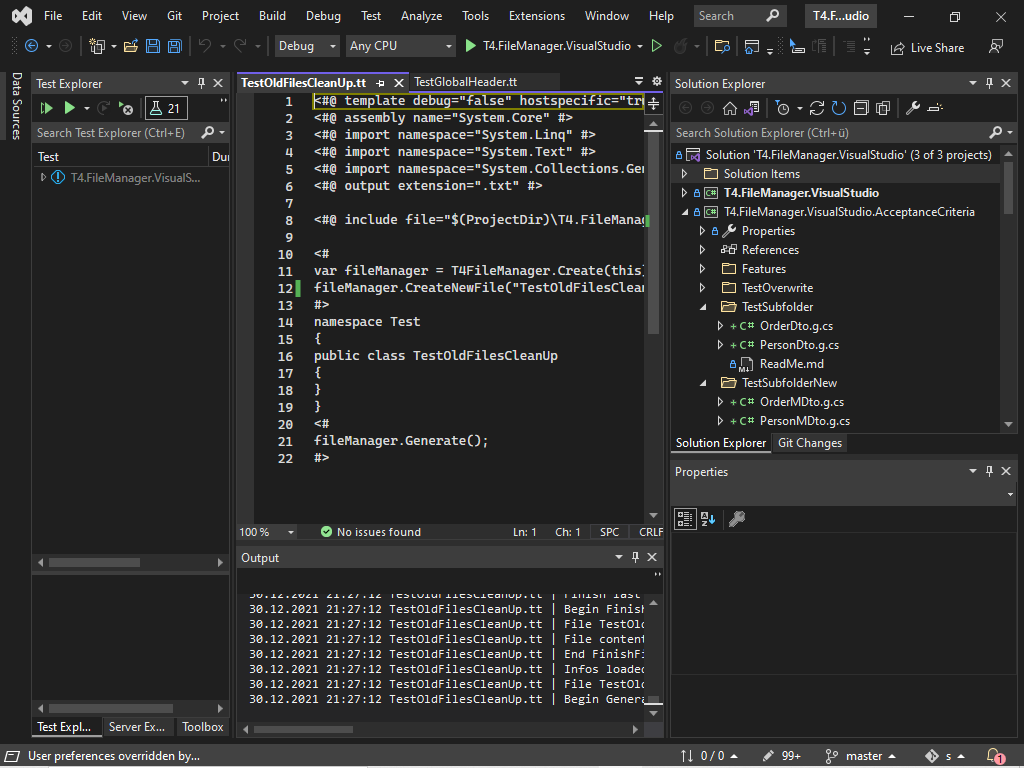 File Edit View Git Project Build Debug Test Analyze Tools Extensions Window Help Search T4.F...udio
Debug Any CPU T4.FileManager.VisualStudio Live Share
Data Sources
Test Explorer
21
Search Test Explorer (Ctrl+E)
Test Dur
T4.FileManager.VisualS...
Test Expl... Server Ex... Toolbox
TestOldFilesCleanUp.tt TestGlobalHeader.tt
1 <#@ template debug="false" hostspecific="tr
2 <#@ assembly name="System.Core" #>
3 <#@ import namespace="System.Linq" #>
4 <#@ import namespace="System.Text" #>
5 <#@ import namespace="System.Collections.Ge
6 <#@ output extension=".txt" #>
7
8 <#@ include file="$(ProjectDir)\T4.FileMana
9
10 <#
11 var fileManager = T4FileManager.Create(this)
12 fileManager.CreateNewFile("TestOldFilesClea
13 #>
14 namespace Test
15 {
16 public class TestOldFilesCleanUp
17 {
18 }
19 }
20 <#
21 fileManager.Generate();
22 #>
100 % No issues found Ln: 1 Ch: 1 SPC CRLF
Output
30.12.2021 21:27:12 TestOldFilesCleanUp.tt | Finish last
30.12.2021 21:27:12 TestOldFilesCleanUp.tt | Begin Finish
30.12.2021 21:27:12 TestOldFilesCleanUp.tt | File TestOld
30.12.2021 21:27:12 TestOldFilesCleanUp.tt | File content
30.12.2021 21:27:12 TestOldFilesCleanUp.tt | End FinishFi
30.12.2021 21:27:12 TestOldFilesCleanUp.tt | Infos loaded
30.12.2021 21:27:12 TestOldFilesCleanUp.tt | File TestOld
30.12.2021 21:27:12 TestOldFilesCleanUp.tt | Begin Genera
Solution Explorer
Search Solution Explorer (Ctrl+ü)
Solution 'T4.FileManager.VisualStudio' (3 of 3 projects)
Solution Items
C# T4.FileManager.VisualStudio
C# T4.FileManager.VisualStudio.AcceptanceCriteria
Properties
References
Features
TestOverwrite
TestSubfolder
+ C# OrderDto.g.cs
+ C# PersonDto.g.cs
ReadMe.md
TestSubfolderNew
+ C# OrderMDto.g.cs
+ C# PersonMDto.g.cs
Solution Explorer Git Changes
Properties
User preferences overridden by... 0 / 0 99+ master s 1